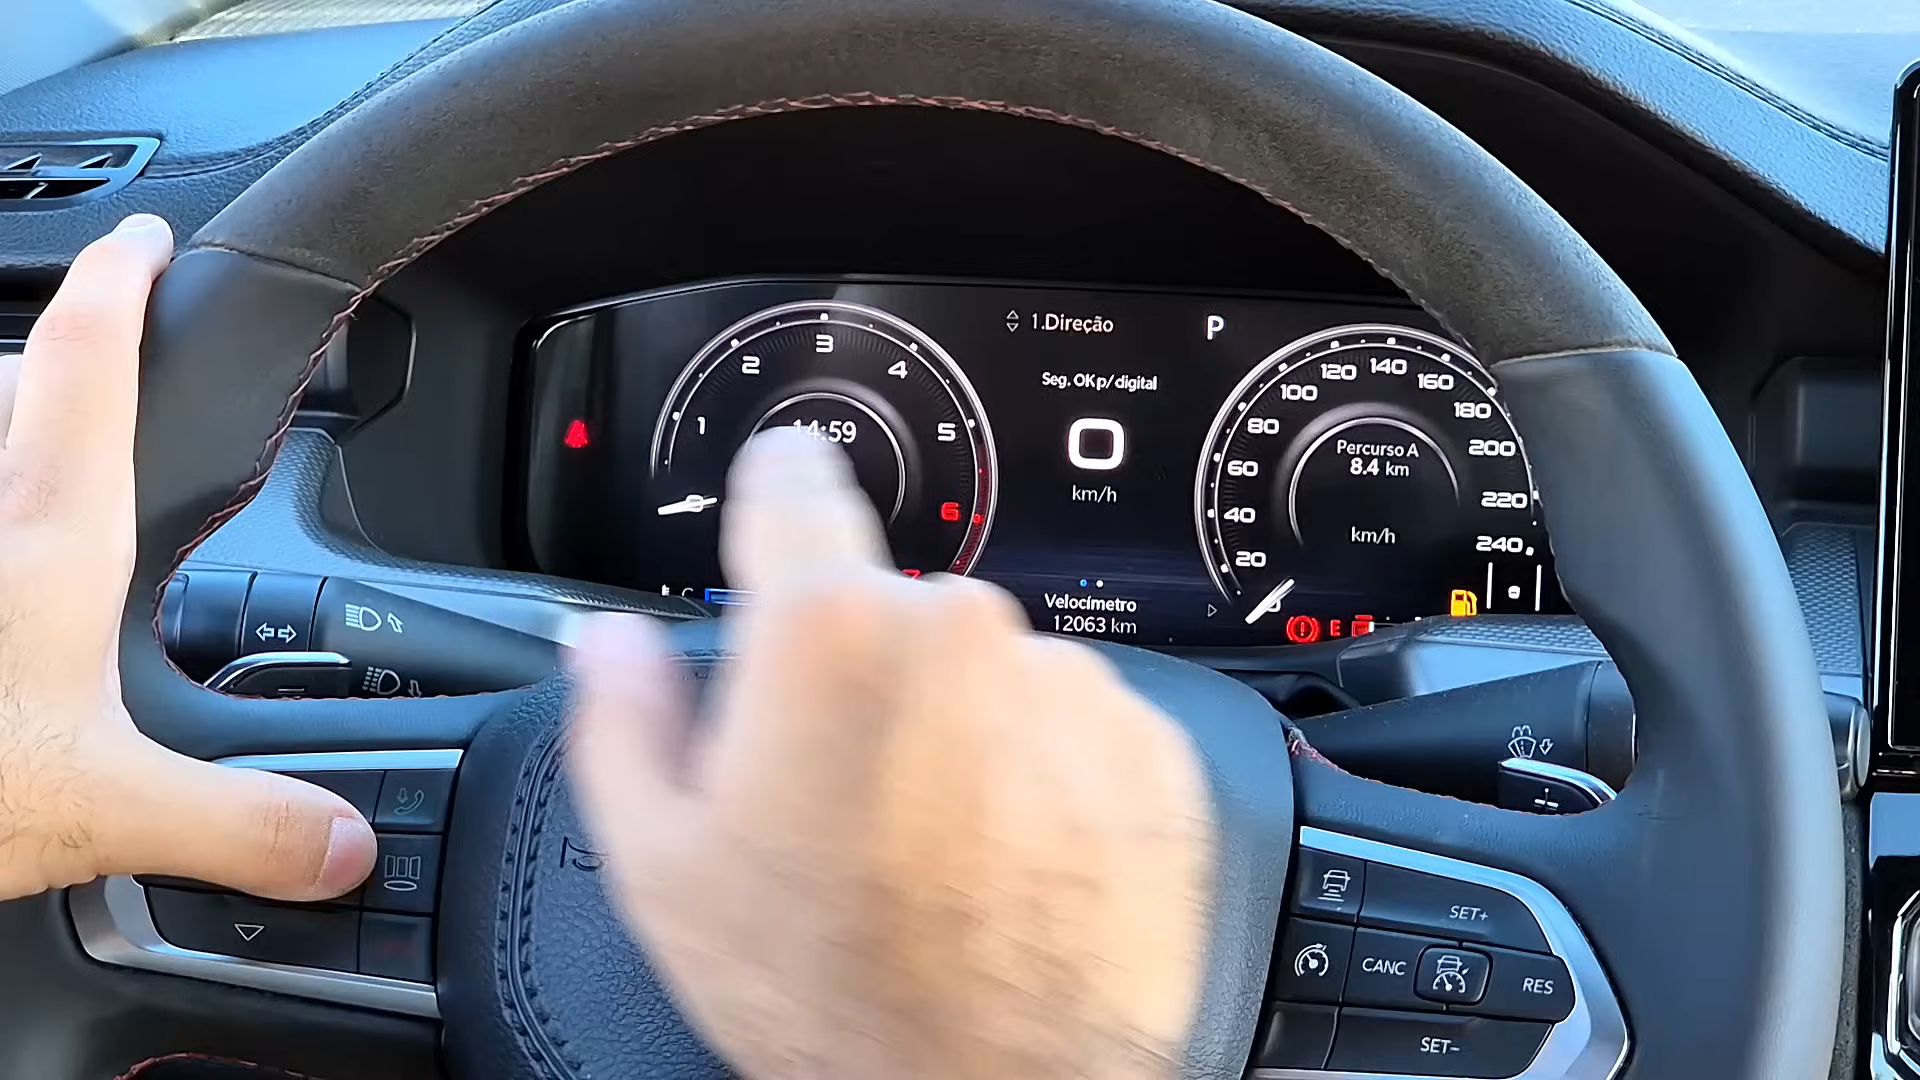 1.Direção
P
Seg. OK p/ digital
0
km/h
Velocímetro
12063 km
1
2
3
4
5
6
7
14:59
C
0
20
40
60
80
100
120
140
160
180
200
220
240
Percurso A
8.4 km
km/h
E
SET+
CANC
RES
SET-